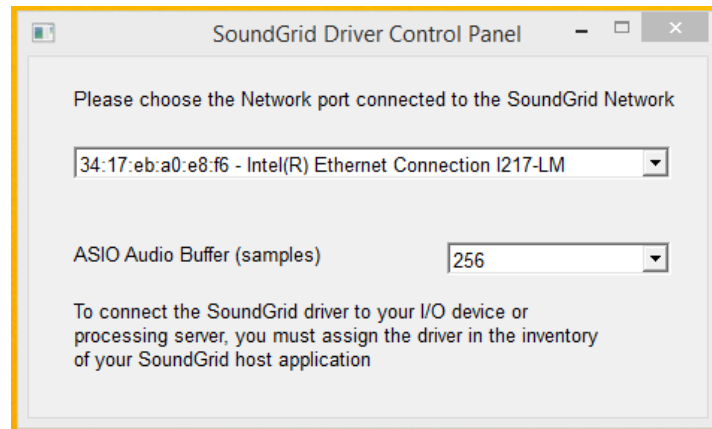 SoundGrid Driver Control Panel
Please choose the Network port connected to the SoundGrid Network
34:17:eb:a0:e8:f6 - Intel(R) Ethernet Connection I217-LM
ASIO Audio Buffer (samples)
256
To connect the SoundGrid driver to your I/O device or
processing server, you must assign the driver in the inventory
of your SoundGrid host application